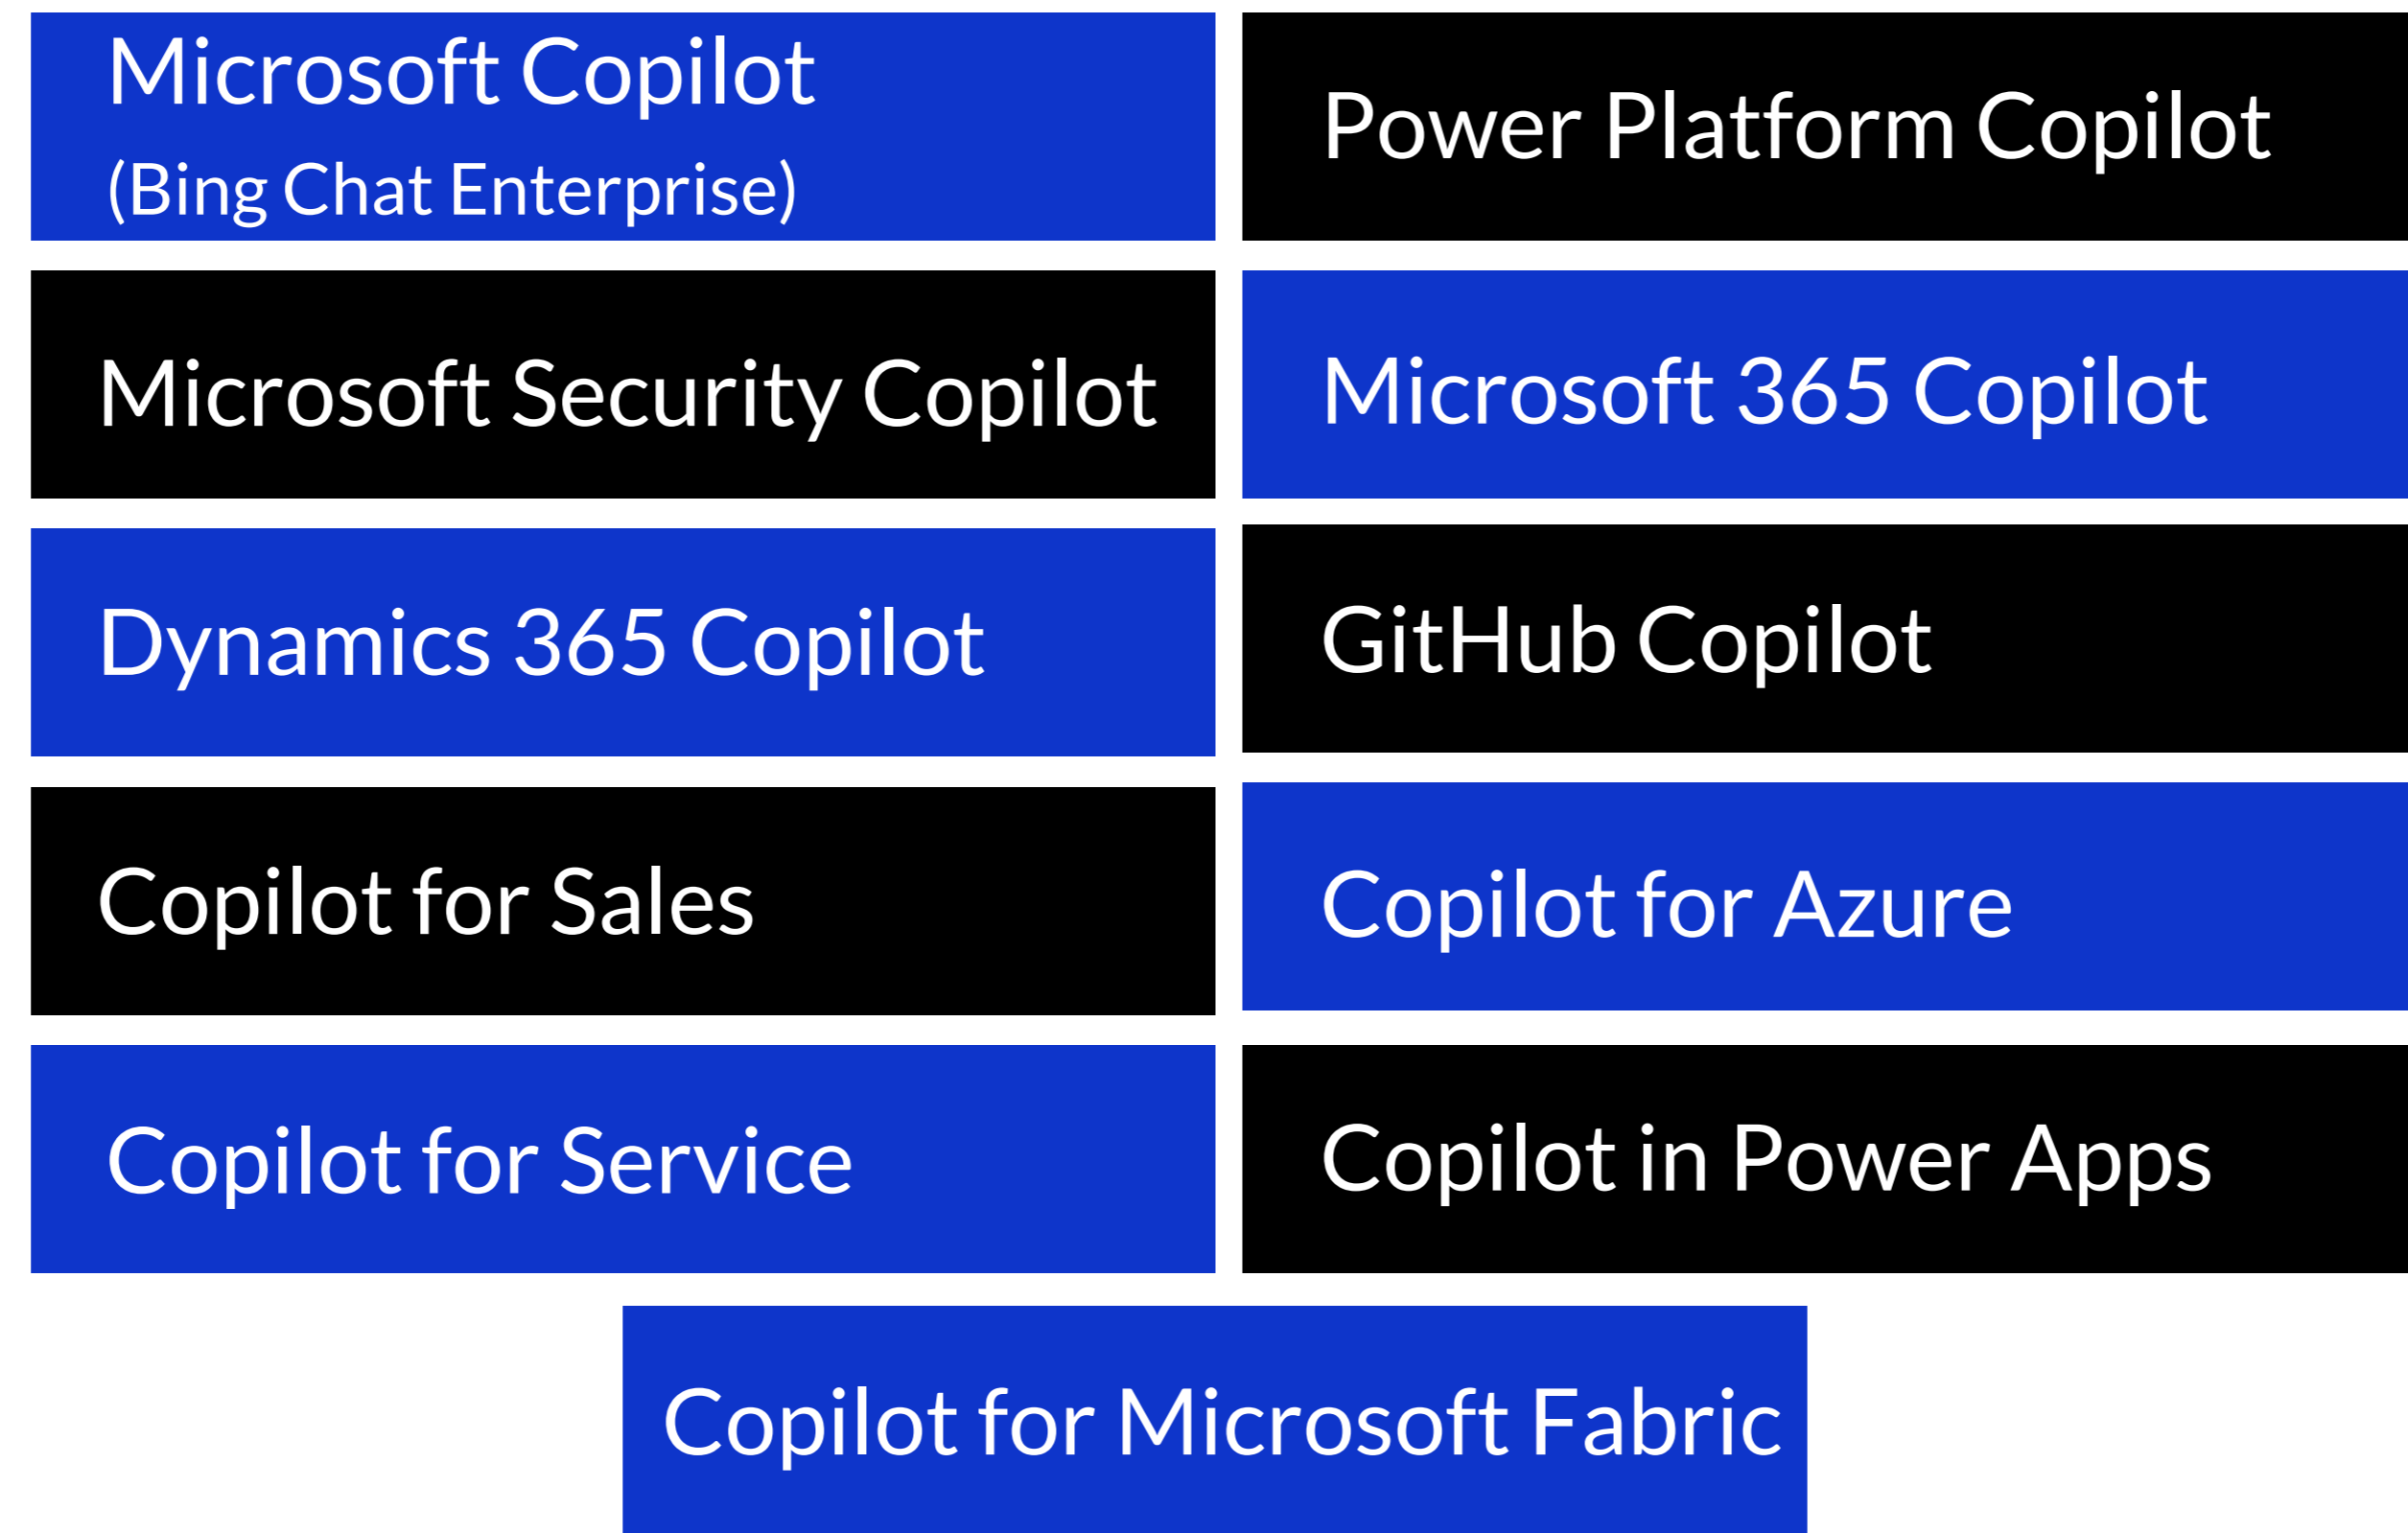 Microsoft Copilot
(Bing Chat Enterprise)
Power Platform Copilot
Microsoft Security Copilot
Microsoft 365 Copilot
Dynamics 365 Copilot
GitHub Copilot
Copilot for Sales
Copilot for Azure
Copilot for Service
Copilot in Power Apps
Copilot for Microsoft Fabric